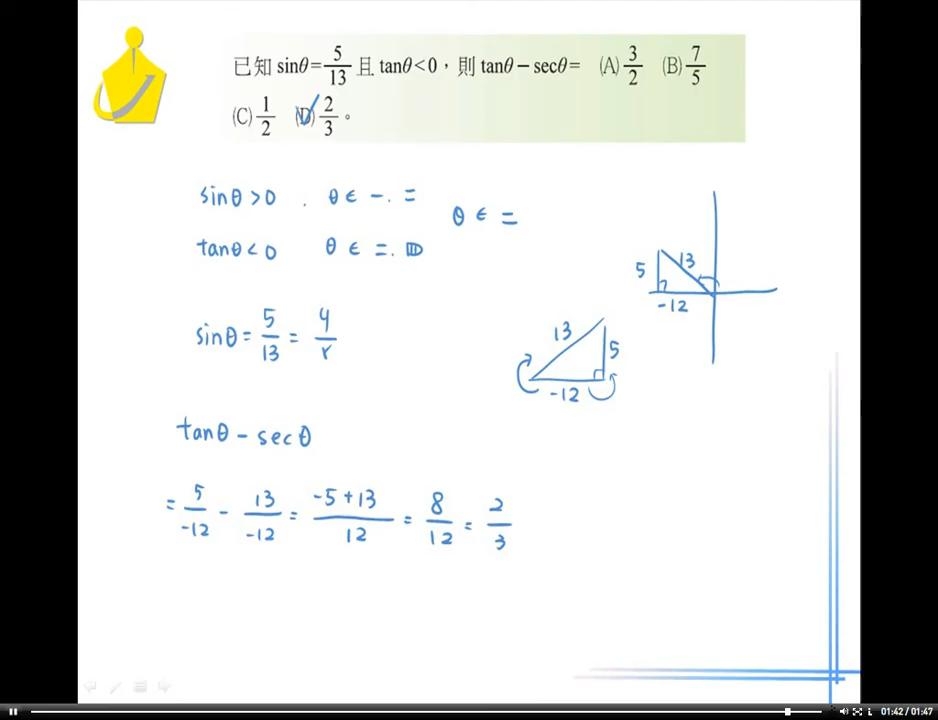 已知 sinθ=5/13 且 tanθ<0，則 tanθ−secθ= (A) 3/2 (B) 7/5
(C) 1/2 (D) 2/3。
sinθ>0 . θ∈ 一. 二
θ∈ 二
tanθ<0 θ∈ 二. 四
sinθ= 5/13 = y/r
5
13
-12
13
5
-12
tanθ - secθ
= 5/-12 - 13/-12 = -5+13/12 = 8/12 = 2/3
01:42 / 01:47